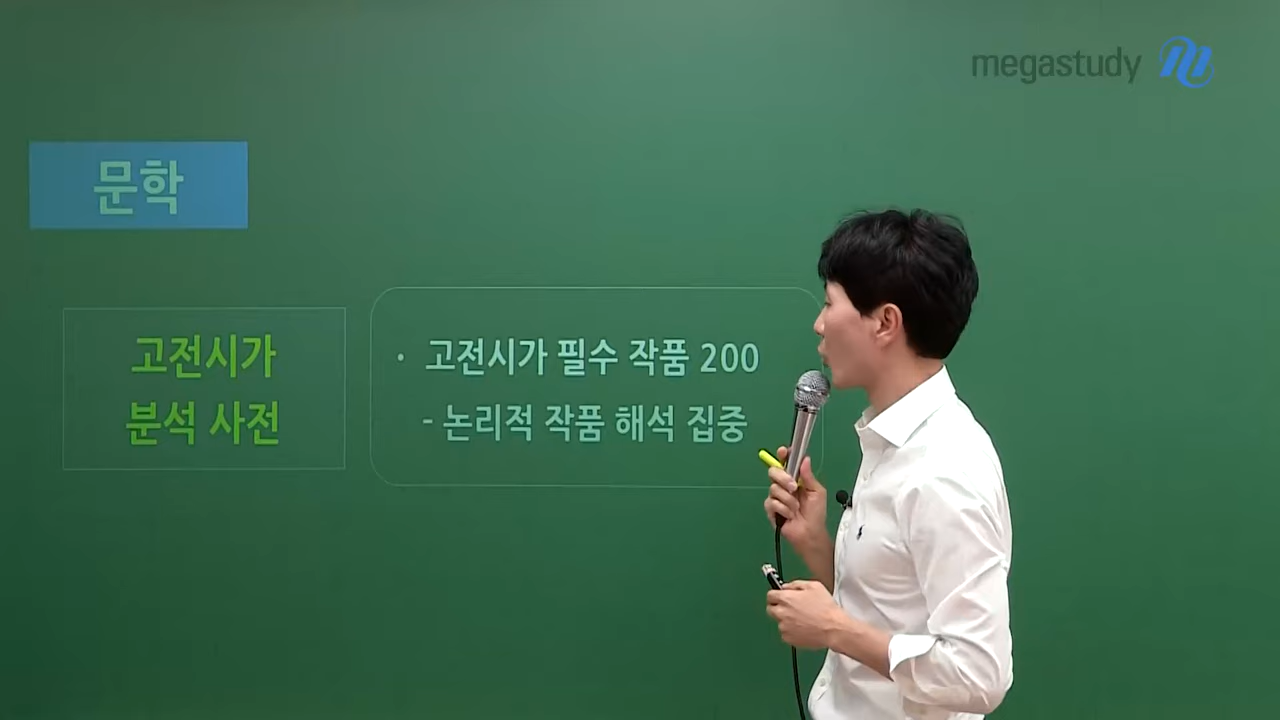 megastudy
문학
고전시가
분석 사전
· 고전시가 필수 작품 200
- 논리적 작품 해석 집중